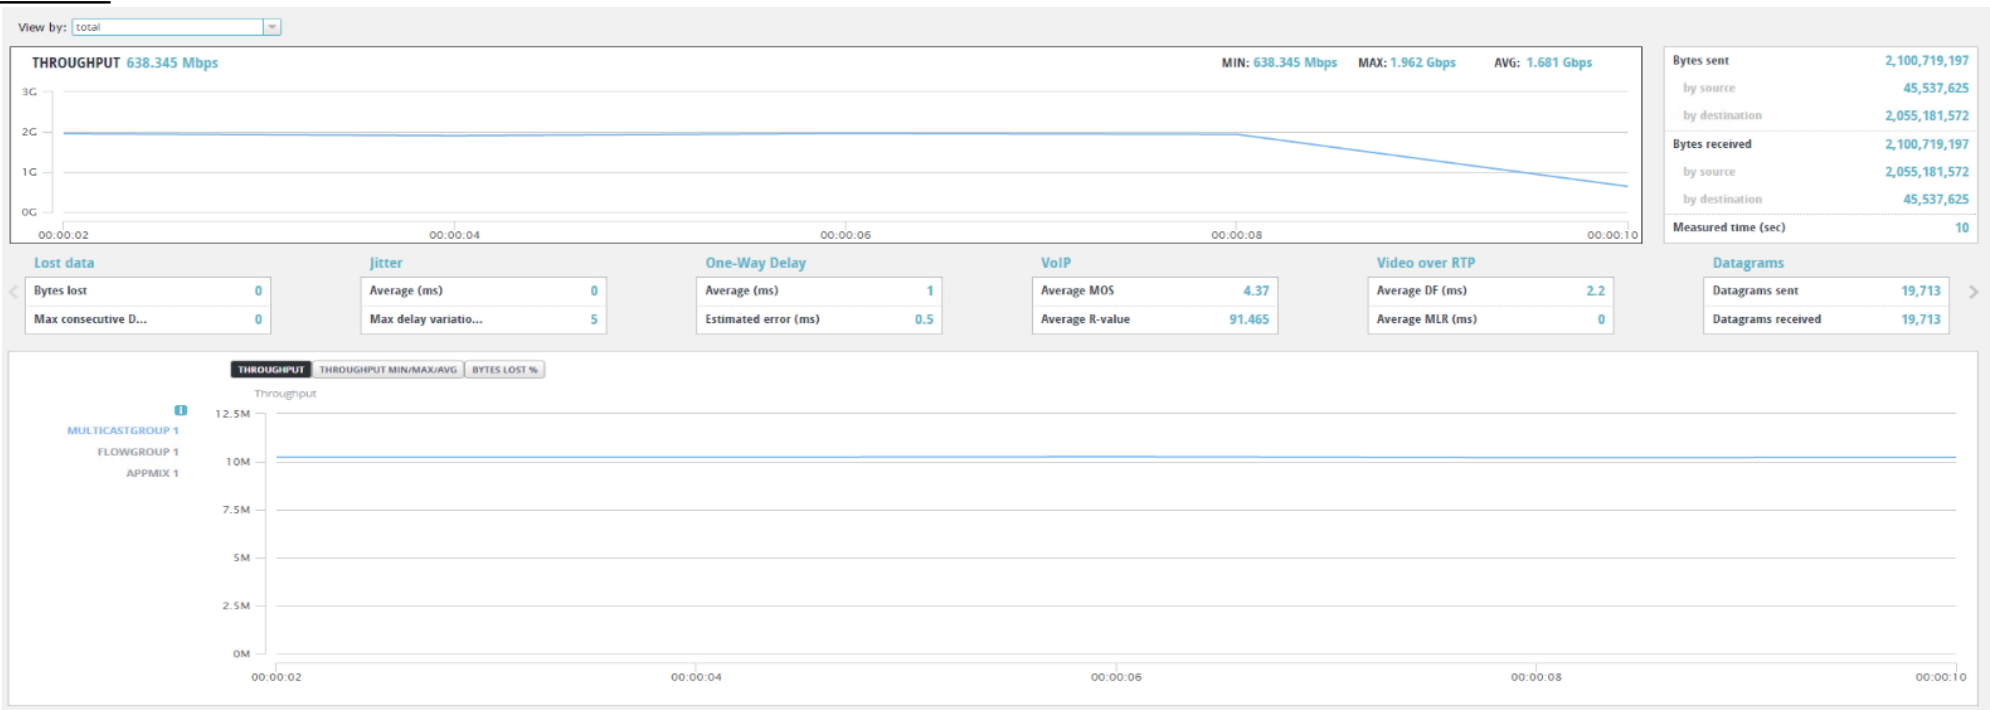 View by: total
THROUGHPUT 638.345 Mbps MIN: 638.345 Mbps MAX: 1.962 Gbps AVG: 1.681 Gbps
3G
2G
1G
0G
00:00:02 00:00:04 00:00:06 00:00:08 00:00:10
Bytes sent 2,100,719,197
by source 45,537,625
by destination 2,055,181,572
Bytes received 2,100,719,197
by source 2,055,181,572
by destination 45,537,625
Measured time (sec) 10
Lost data
Bytes lost 0
Max consecutive D... 0
Jitter
Average (ms) 0
Max delay variatio... 5
One-Way Delay
Average (ms) 1
Estimated error (ms) 0.5
VoIP
Average MOS 4.37
Average R-value 91.465
Video over RTP
Average DF (ms) 2.2
Average MLR (ms) 0
Datagrams
Datagrams sent 19,713
Datagrams received 19,713
THROUGHPUT THROUGHPUT MIN/MAX/AVG BYTES LOST %
Throughput
i
MULTICASTGROUP 1
FLOWGROUP 1
APPMIX 1
12.5M
10M
7.5M
5M
2.5M
0M
00:00:02 00:00:04 00:00:06 00:00:08 00:00:10